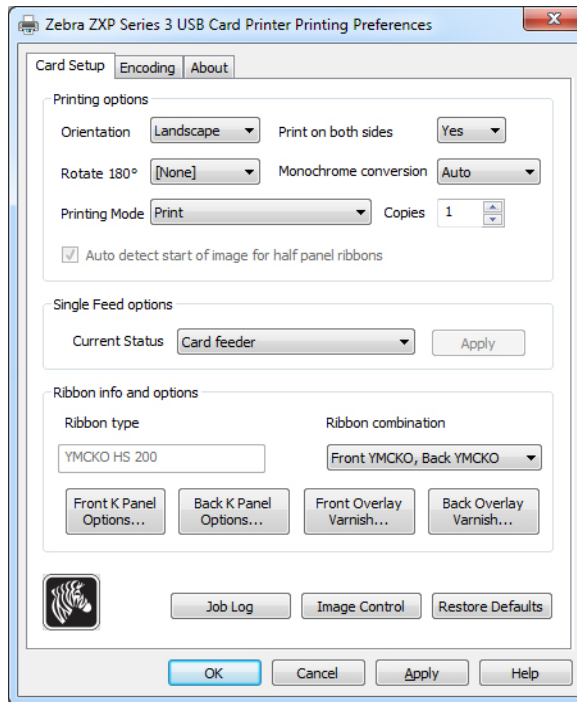 Zebra ZXP Series 3 USB Card Printer Printing Preferences
Card Setup Encoding About
Printing options
Orientation Landscape Print on both sides Yes
Rotate 180° [None] Monochrome conversion Auto
Printing Mode Print Copies 1
Auto detect start of image for half panel ribbons
Single Feed options
Current Status Card feeder Apply
Ribbon info and options
Ribbon type Ribbon combination
YMCKO HS 200 Front YMCKO, Back YMCKO
Front K Panel Back K Panel Front Overlay Back Overlay
Options... Options... Varnish... Varnish...
Job Log Image Control Restore Defaults
OK Cancel Apply Help